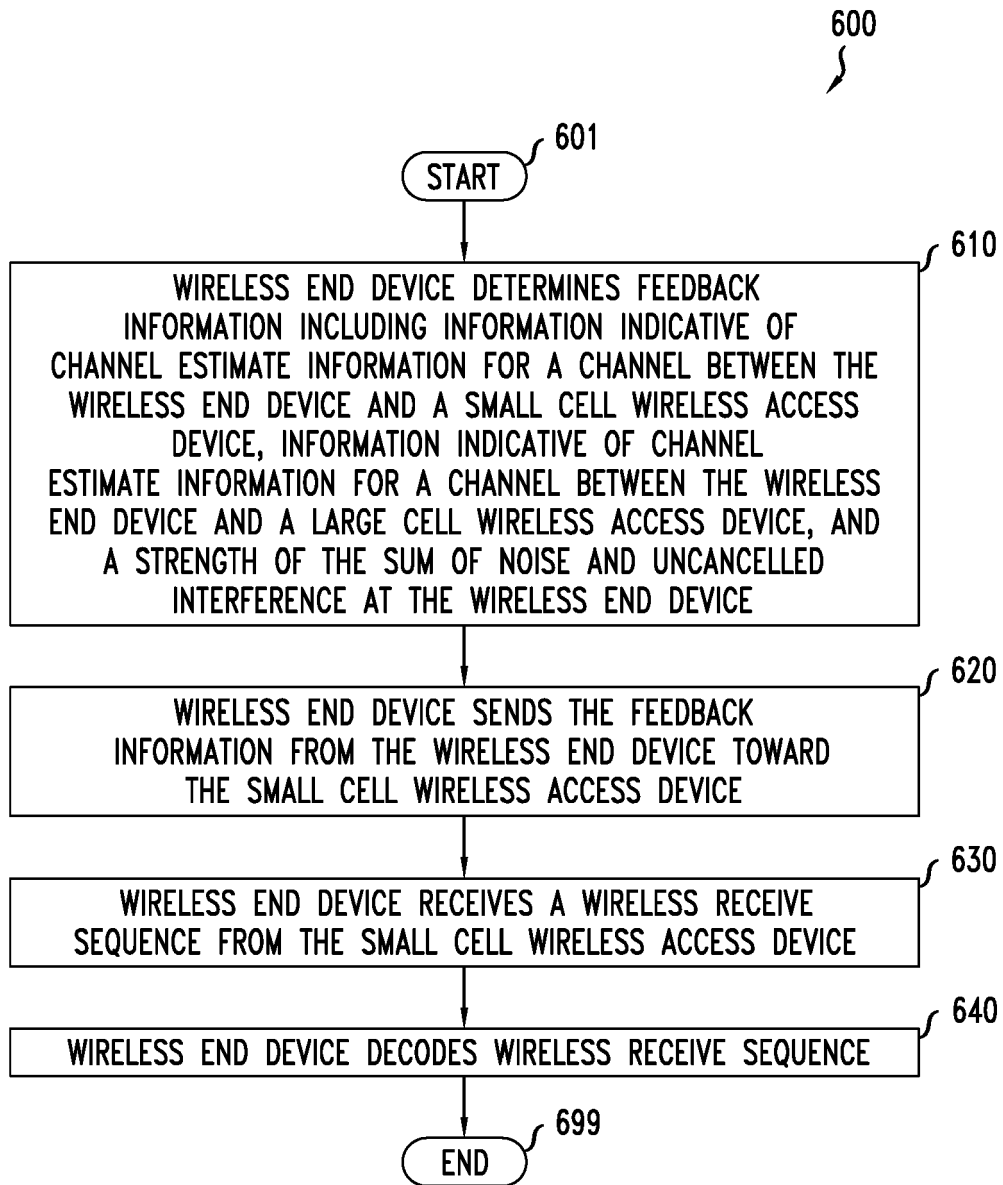 600
601
START
610
WIRELESS END DEVICE DETERMINES FEEDBACK
INFORMATION INCLUDING INFORMATION INDICATIVE OF
CHANNEL ESTIMATE INFORMATION FOR A CHANNEL BETWEEN THE
WIRELESS END DEVICE AND A SMALL CELL WIRELESS ACCESS
DEVICE, INFORMATION INDICATIVE OF CHANNEL
ESTIMATE INFORMATION FOR A CHANNEL BETWEEN THE WIRELESS
END DEVICE AND A LARGE CELL WIRELESS ACCESS DEVICE, AND
A STRENGTH OF THE SUM OF NOISE AND UNCANCELLED
INTERFERENCE AT THE WIRELESS END DEVICE
620
WIRELESS END DEVICE SENDS THE FEEDBACK
INFORMATION FROM THE WIRELESS END DEVICE TOWARD
THE SMALL CELL WIRELESS ACCESS DEVICE
630
WIRELESS END DEVICE RECEIVES A WIRELESS RECEIVE
SEQUENCE FROM THE SMALL CELL WIRELESS ACCESS DEVICE
640
WIRELESS END DEVICE DECODES WIRELESS RECEIVE SEQUENCE
699
END